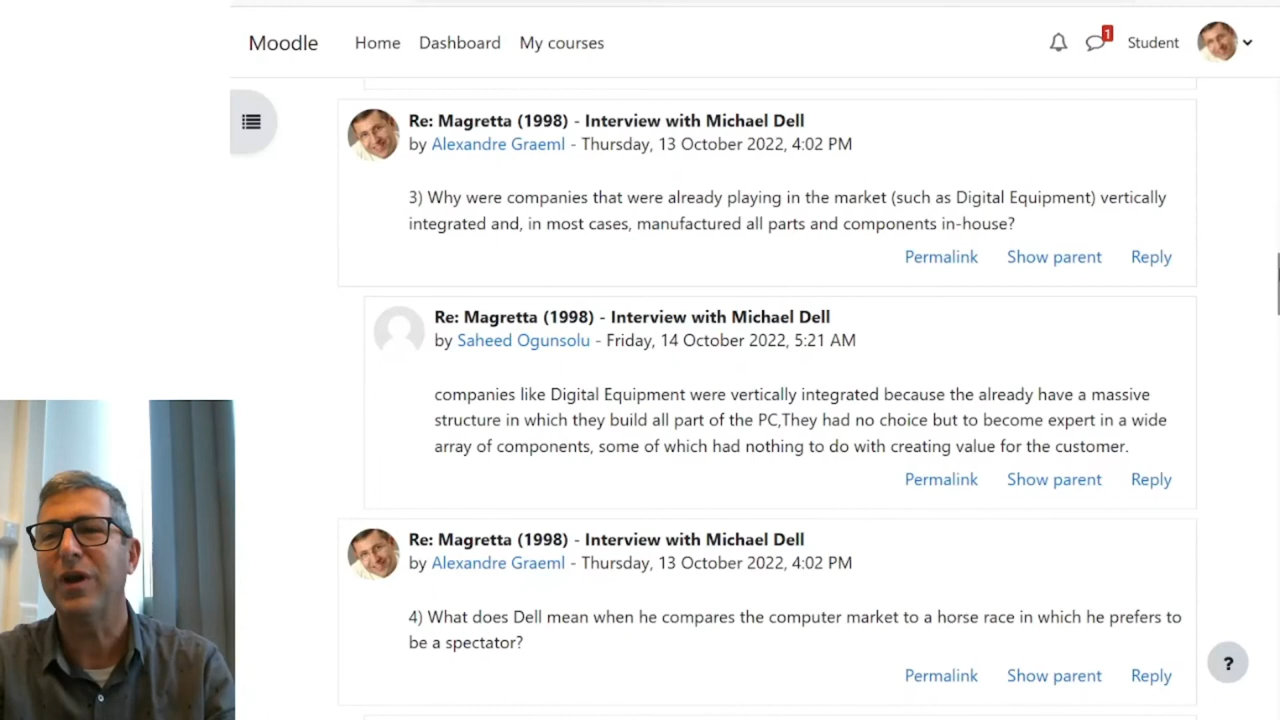 Moodle Home Dashboard My courses 1 Student
Re: Magretta (1998) - Interview with Michael Dell
by Alexandre Graeml - Thursday, 13 October 2022, 4:02 PM
3) Why were companies that were already playing in the market (such as Digital Equipment) vertically
integrated and, in most cases, manufactured all parts and components in-house?
Permalink Show parent Reply
Re: Magretta (1998) - Interview with Michael Dell
by Saheed Ogunsolu - Friday, 14 October 2022, 5:21 AM
companies like Digital Equipment were vertically integrated because the already have a massive
structure in which they build all part of the PC,They had no choice but to become expert in a wide
array of components, some of which had nothing to do with creating value for the customer.
Permalink Show parent Reply
Re: Magretta (1998) - Interview with Michael Dell
by Alexandre Graeml - Thursday, 13 October 2022, 4:02 PM
4) What does Dell mean when he compares the computer market to a horse race in which he prefers to
be a spectator?
?
Permalink Show parent Reply